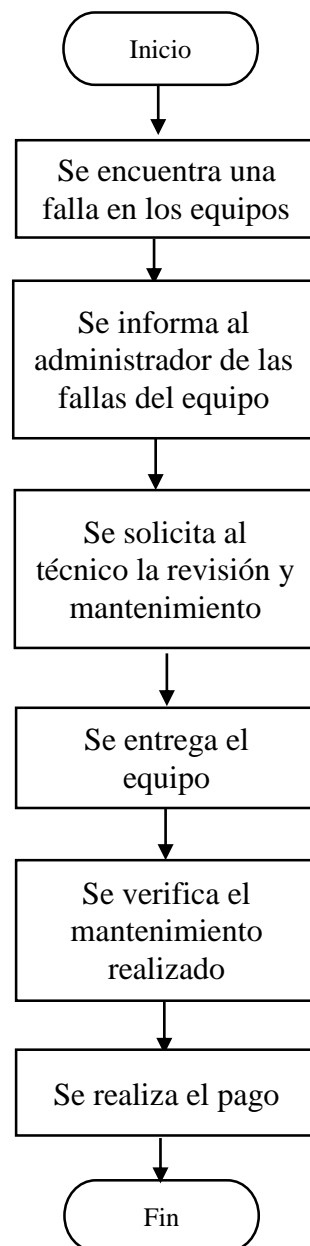 Inicio
Se encuentra una
falla en los equipos
Se informa al
administrador de las
fallas del equipo
Se solicita al
técnico la revisión y
mantenimiento
Se entrega el
equipo
Se verifica el
mantenimiento
realizado
Se realiza el pago
Fin